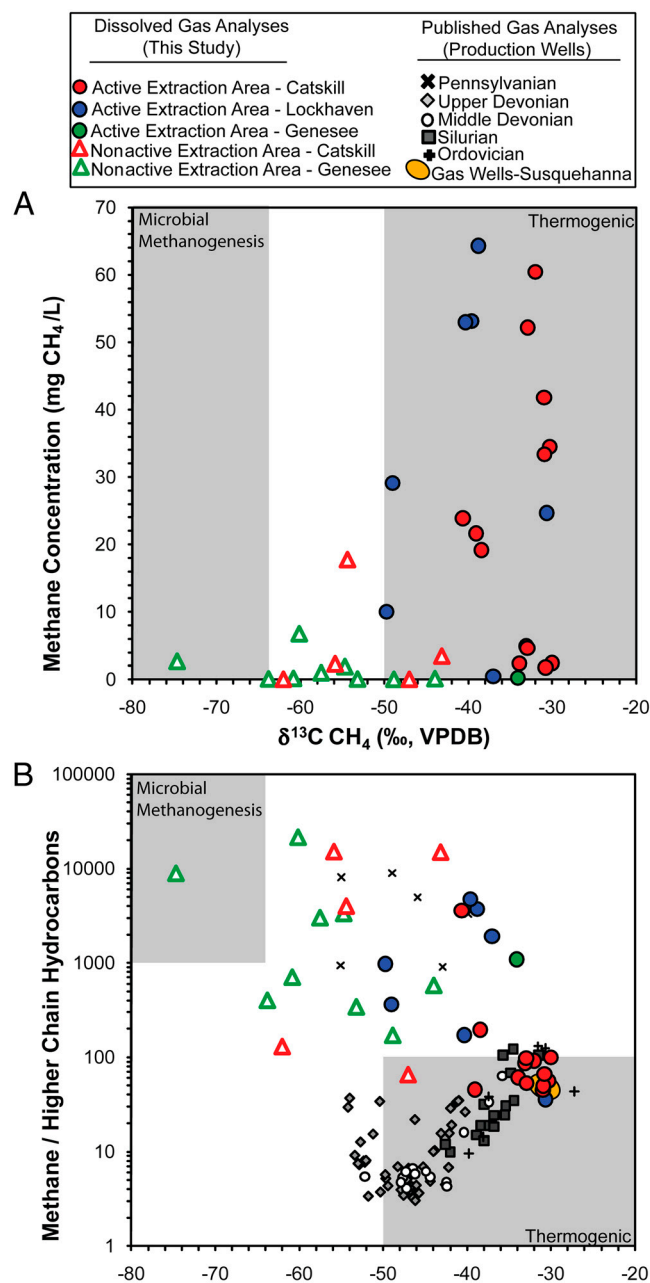 Dissolved Gas Analyses
(This Study)
Active Extraction Area - Catskill
Active Extraction Area - Lockhaven
Active Extraction Area - Genesee
Nonactive Extraction Area - Catskill
Nonactive Extraction Area - Genesee
Published Gas Analyses
(Production Wells)
Pennsylvanian
Upper Devonian
Middle Devonian
Silurian
Ordovician
Gas Wells-Susquehanna
A
Microbial
Methanogenesis
Thermogenic
Methane Concentration (mg CH₄/L)
70
60
50
40
30
20
10
0
-80 -70 -60 -50 -40 -30 -20
δ¹³C CH₄ (‰, VPDB)
B
Microbial
Methanogenesis
Thermogenic
Methane / Higher Chain Hydrocarbons
100000
10000
1000
100
10
1
-80 -70 -60 -50 -40 -30 -20